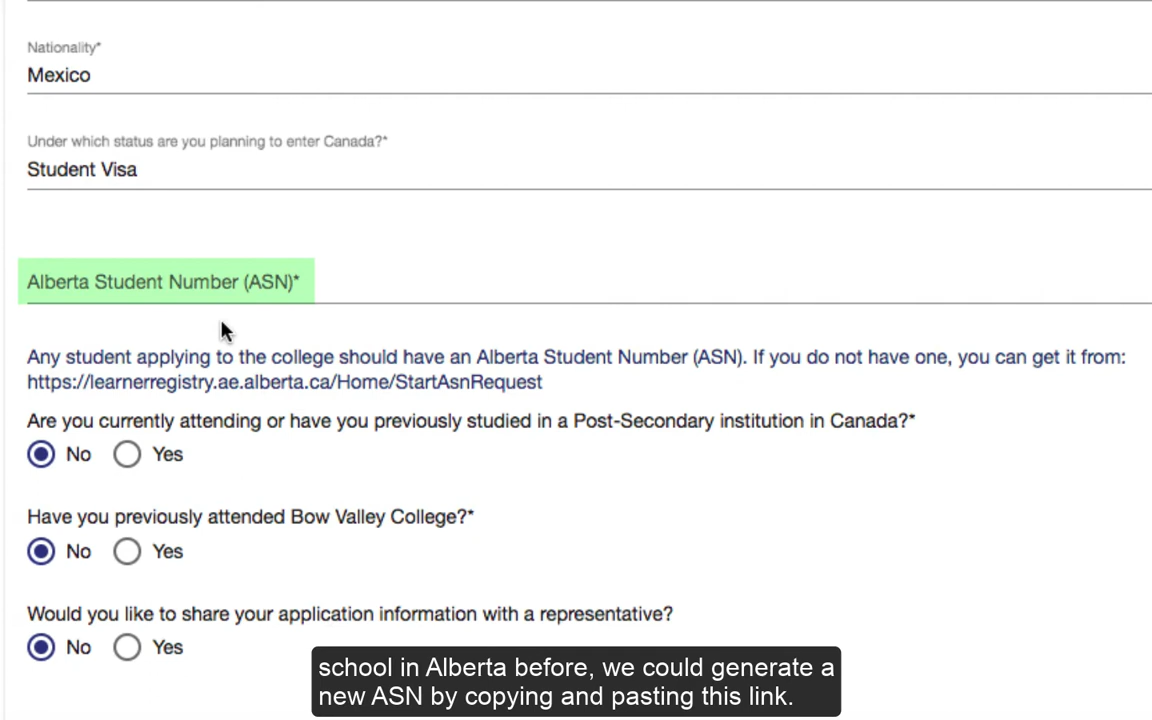 Nationality*
Mexico
Under which status are you planning to enter Canada?*
Student Visa
Alberta Student Number (ASN)*
Any student applying to the college should have an Alberta Student Number (ASN). If you do not have one, you can get it from:
https://learnerregistry.ae.alberta.ca/Home/StartAsnRequest
Are you currently attending or have you previously studied in a Post-Secondary institution in Canada?*
No Yes
Have you previously attended Bow Valley College?*
No Yes
Would you like to share your application information with a representative?
No Yes
school in Alberta before, we could generate a
new ASN by copying and pasting this link.